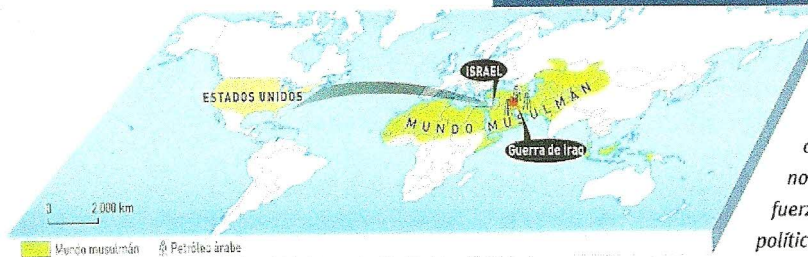 ISRAEL
ESTADOS UNIDOS
MUNDO MUSULMÁN
Guerra de Iraq
0 2 000 km
Mundo musulmán Petróleo árabe
no
fuerz
polític